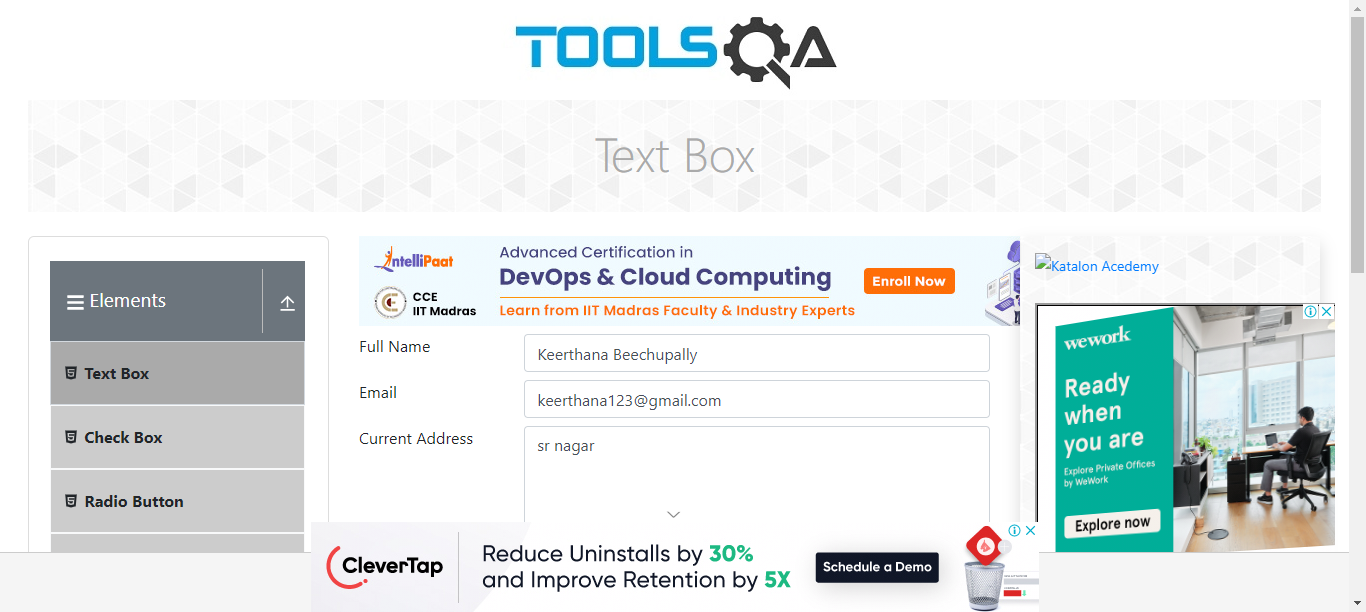 TOOLSQA
Text Box
Elements
Text Box
Check Box
Radio Button
IntelliPaat
CCE
IIT Madras
Advanced Certification in
DevOps & Cloud Computing
Learn from IIT Madras Faculty & Industry Experts
Enroll Now
Full Name
Keerthana Beechupally
Email
keerthana123@gmail.com
Current Address
sr nagar
Katalon Acedemy
wework
Ready
when
you are
Explore Private Offices
by WeWork
Explore now
CleverTap
Reduce Uninstalls by 30%
and Improve Retention by 5X
Schedule a Demo